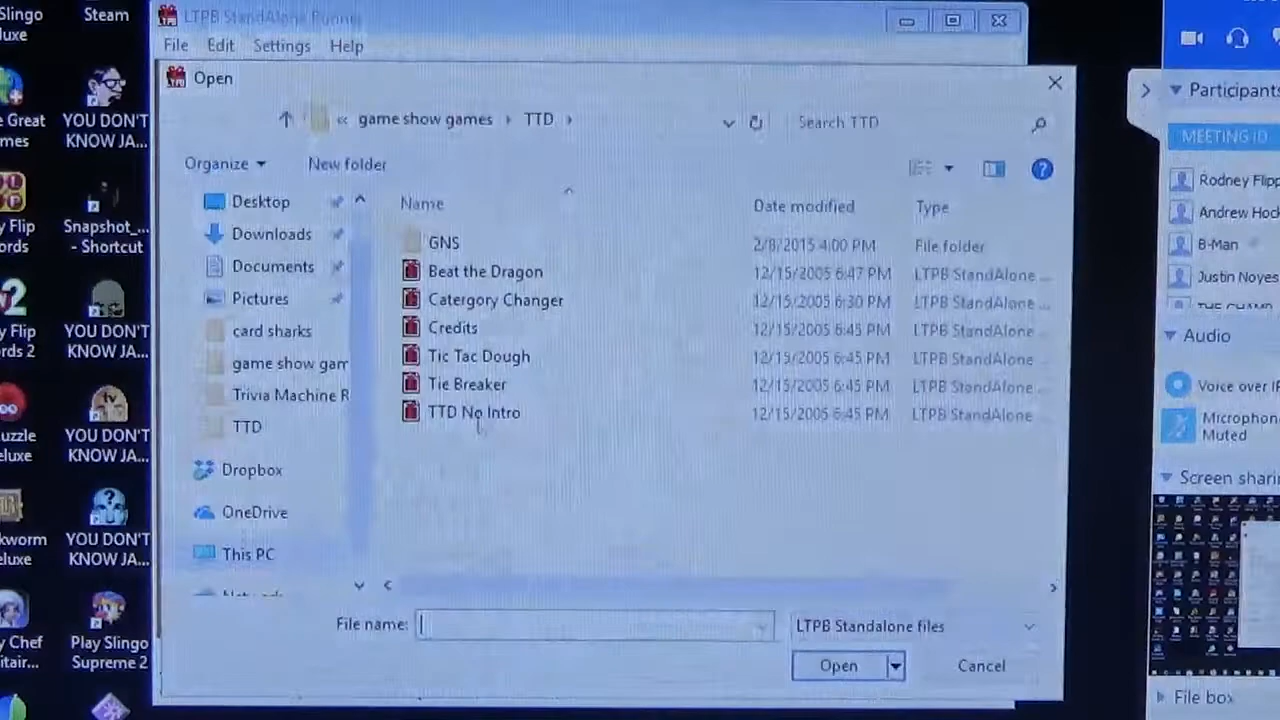 Slingo
uxe
Steam
e Great
mes
YOU DON'T
KNOW JA...
y Flip
ords
Snapshot_...
- Shortcut
y Flip
rds 2
YOU DON'T
KNOW JA...
uzzle
eluxe
YOU DON'T
KNOW JA...
kworm
eluxe
YOU DON'T
KNOW JA...
y Chef
itair...
Play Slingo
Supreme 2
LTPB StandAlone Runner
File Edit Settings Help
Open
« game show games › TTD ›
Search TTD
Organize
New folder
Desktop
Downloads
Documents
Pictures
card sharks
game show gam
Trivia Machine R
TTD
Dropbox
OneDrive
This PC
Name Date modified Type
GNS 2/8/2015 4:00 PM File folder
Beat the Dragon 12/15/2005 6:47 PM LTPB StandAlone ...
Catergory Changer 12/15/2005 6:30 PM LTPB StandAlone ...
Credits 12/15/2005 6:45 PM LTPB StandAlone ...
Tic Tac Dough 12/15/2005 6:45 PM LTPB StandAlone ...
Tie Breaker 12/15/2005 6:45 PM LTPB StandAlone ...
TTD No Intro 12/15/2005 6:45 PM LTPB StandAlone ...
File name:
LTPB Standalone files
Open
Cancel
Participants
MEETING ID
Rodney Flipp
Andrew Hoc
B-Man
Justin Noyes
THE CHAMP
Audio
Voice over IP
Microphon
Muted
Screen sharin
File box